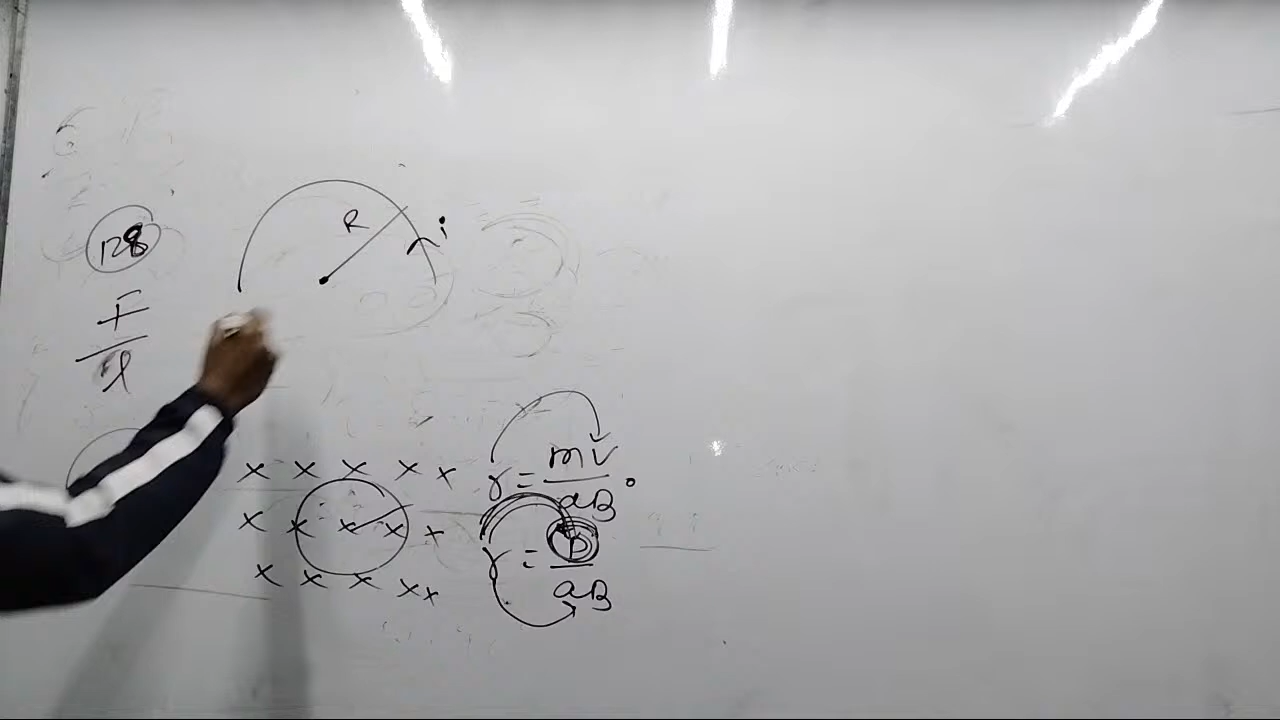 128
R
i
F
l
x x x x x
x x x x x
x x x x x
r = mv
qB
r = P
qB